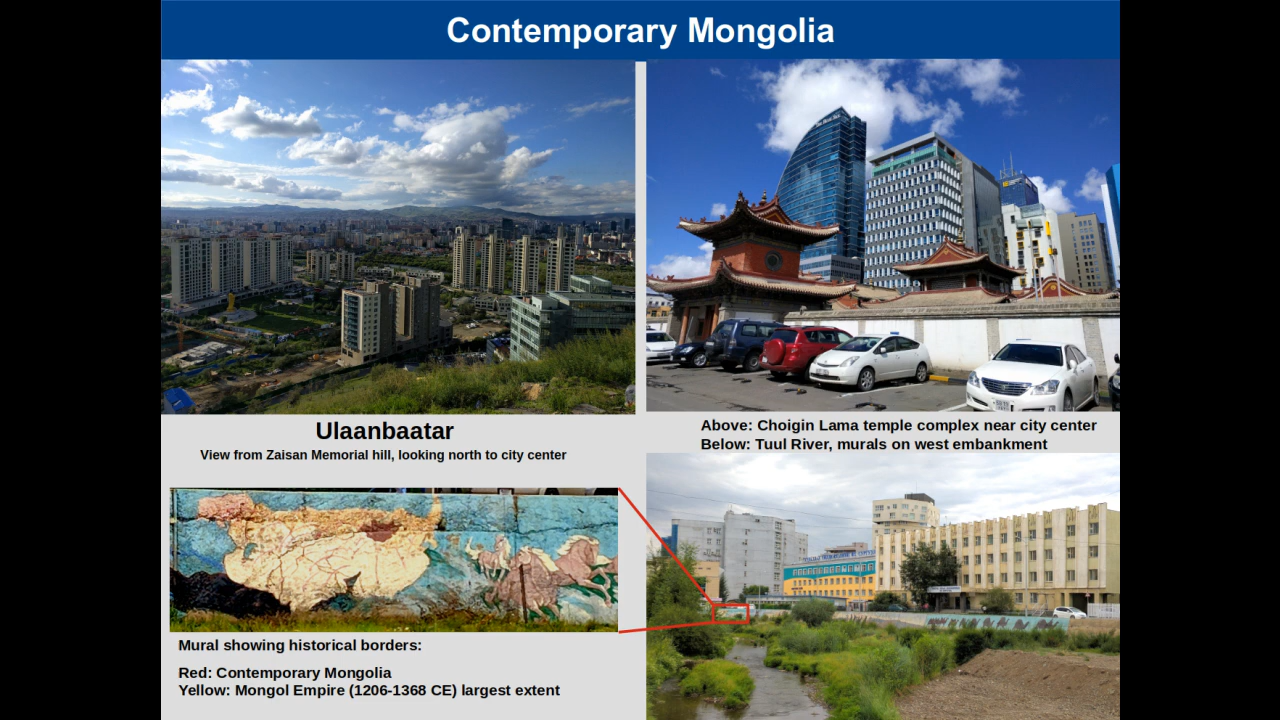 Contemporary Mongolia
Ulaanbaatar
View from Zaisan Memorial hill, looking north to city center
Above: Choigin Lama temple complex near city center
Below: Tuul River, murals on west embankment
Mural showing historical borders:
Red: Contemporary Mongolia
Yellow: Mongol Empire (1206-1368 CE) largest extent